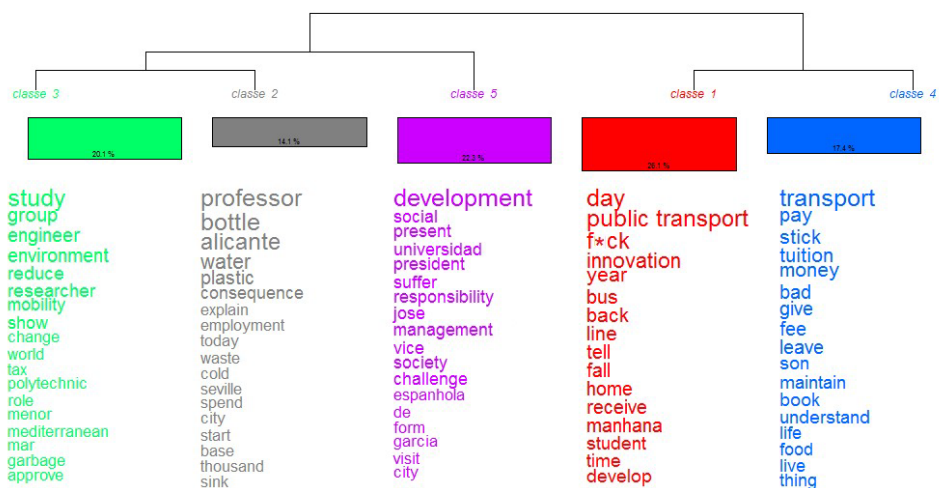 classe 3
classe 2
classe 5
classe 1
classe 4
20.1 %
14.1 %
22.3 %
26.1 %
17.4 %
study
group
engineer
environment
reduce
researcher
mobility
show
change
world
tax
polytechnic
role
menor
mediterranean
mar
garbage
approve
professor
bottle
alicante
water
plastic
consequence
explain
employment
today
waste
cold
seville
spend
city
start
base
thousand
sink
development
social
present
universidad
president
suffer
responsibility
jose
management
vice
society
challenge
espanhola
de
form
garcia
visit
city
day
public transport
f*ck
innovation
year
bus
back
line
tell
fall
home
receive
manhana
student
time
develop
transport
pay
stick
tuition
money
bad
give
fee
leave
son
maintain
book
understand
life
food
live
thing